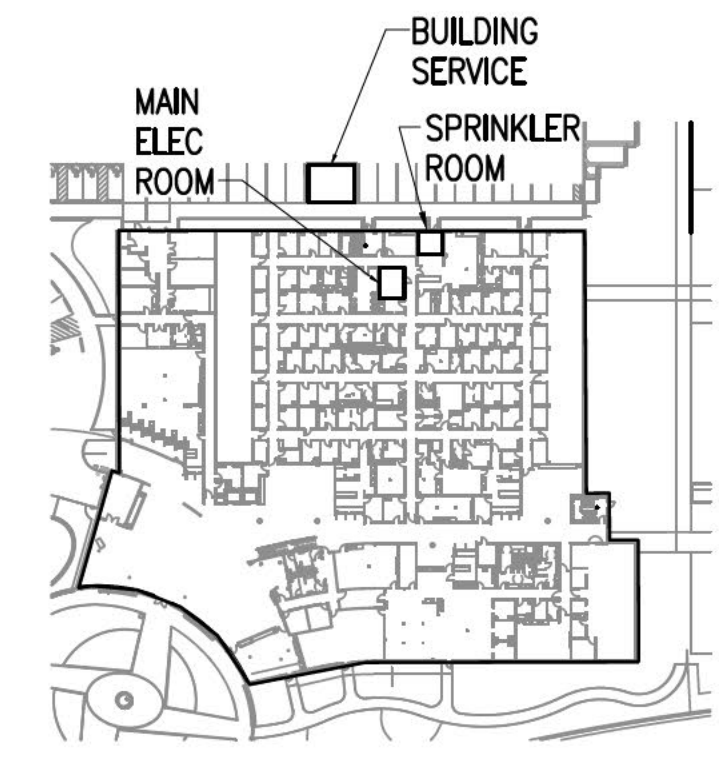 BUILDING
SERVICE
MAIN
ELEC
ROOM
SPRINKLER
ROOM